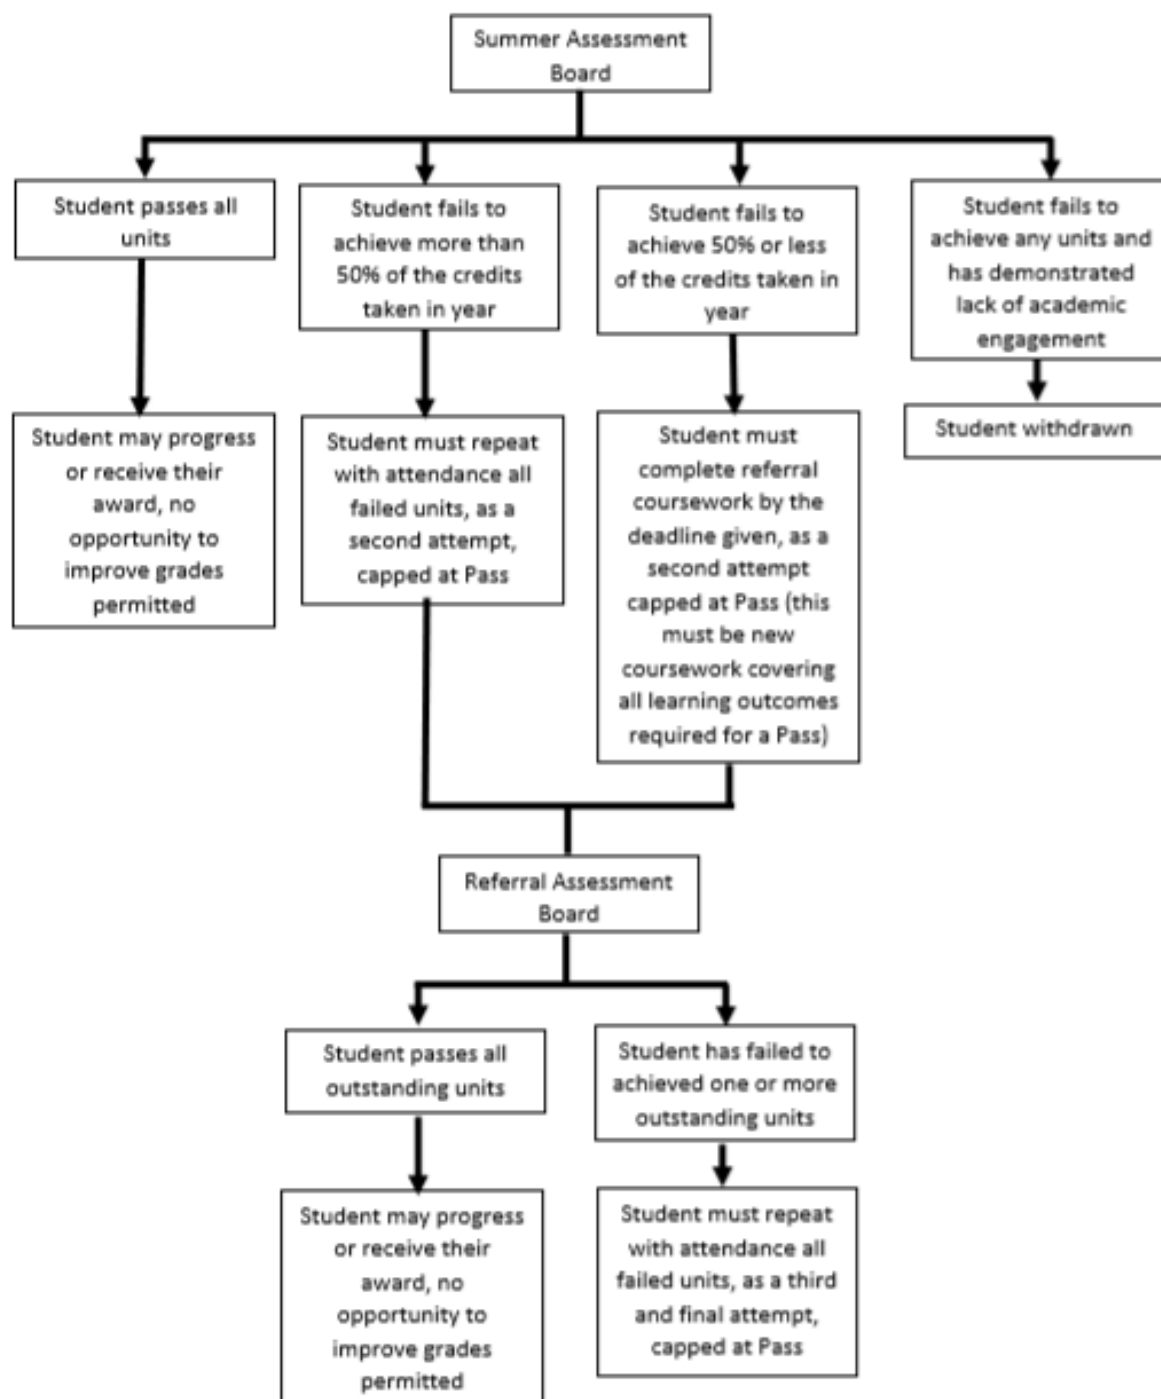 Summer Assessment
Board
Student passes all
units
Student fails to
achieve more than
50% of the credits
taken in year
Student fails to
achieve 50% or less
of the credits taken in
year
Student fails to
achieve any units and
has demonstrated
lack of academic
engagement
Student may progress
or receive their
award, no
opportunity to
improve grades
permitted
Student must repeat
with attendance all
failed units, as a
second attempt,
capped at Pass
Student must
complete referral
coursework by the
deadline given, as a
second attempt
capped at Pass (this
must be new
coursework covering
all learning outcomes
required for a Pass)
Student withdrawn
Referral Assessment
Board
Student passes all
outstanding units
Student has failed to
achieved one or more
outstanding units
Student may progress
or receive their
award, no
opportunity to
improve grades
permitted
Student must repeat
with attendance all
failed units, as a third
and final attempt,
capped at Pass